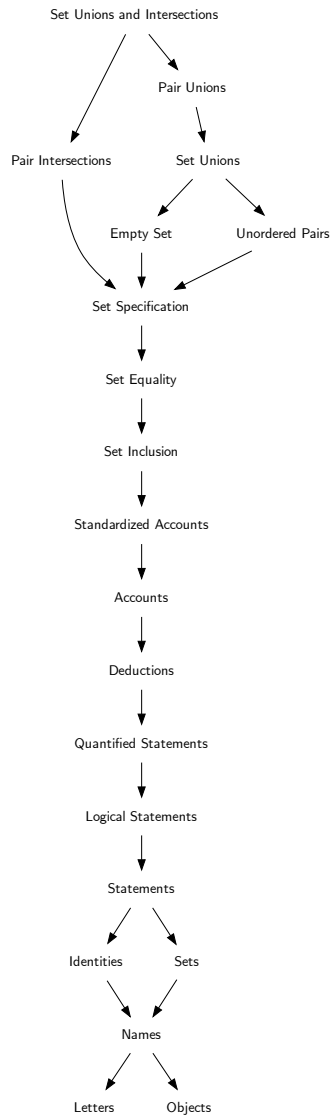 Set Unions and Intersections
Pair Unions
Pair Intersections
Set Unions
Empty Set
Unordered Pairs
Set Specification
Set Equality
Set Inclusion
Standardized Accounts
Accounts
Deductions
Quantified Statements
Logical Statements
Statements
Identities
Sets
Names
Letters
Objects